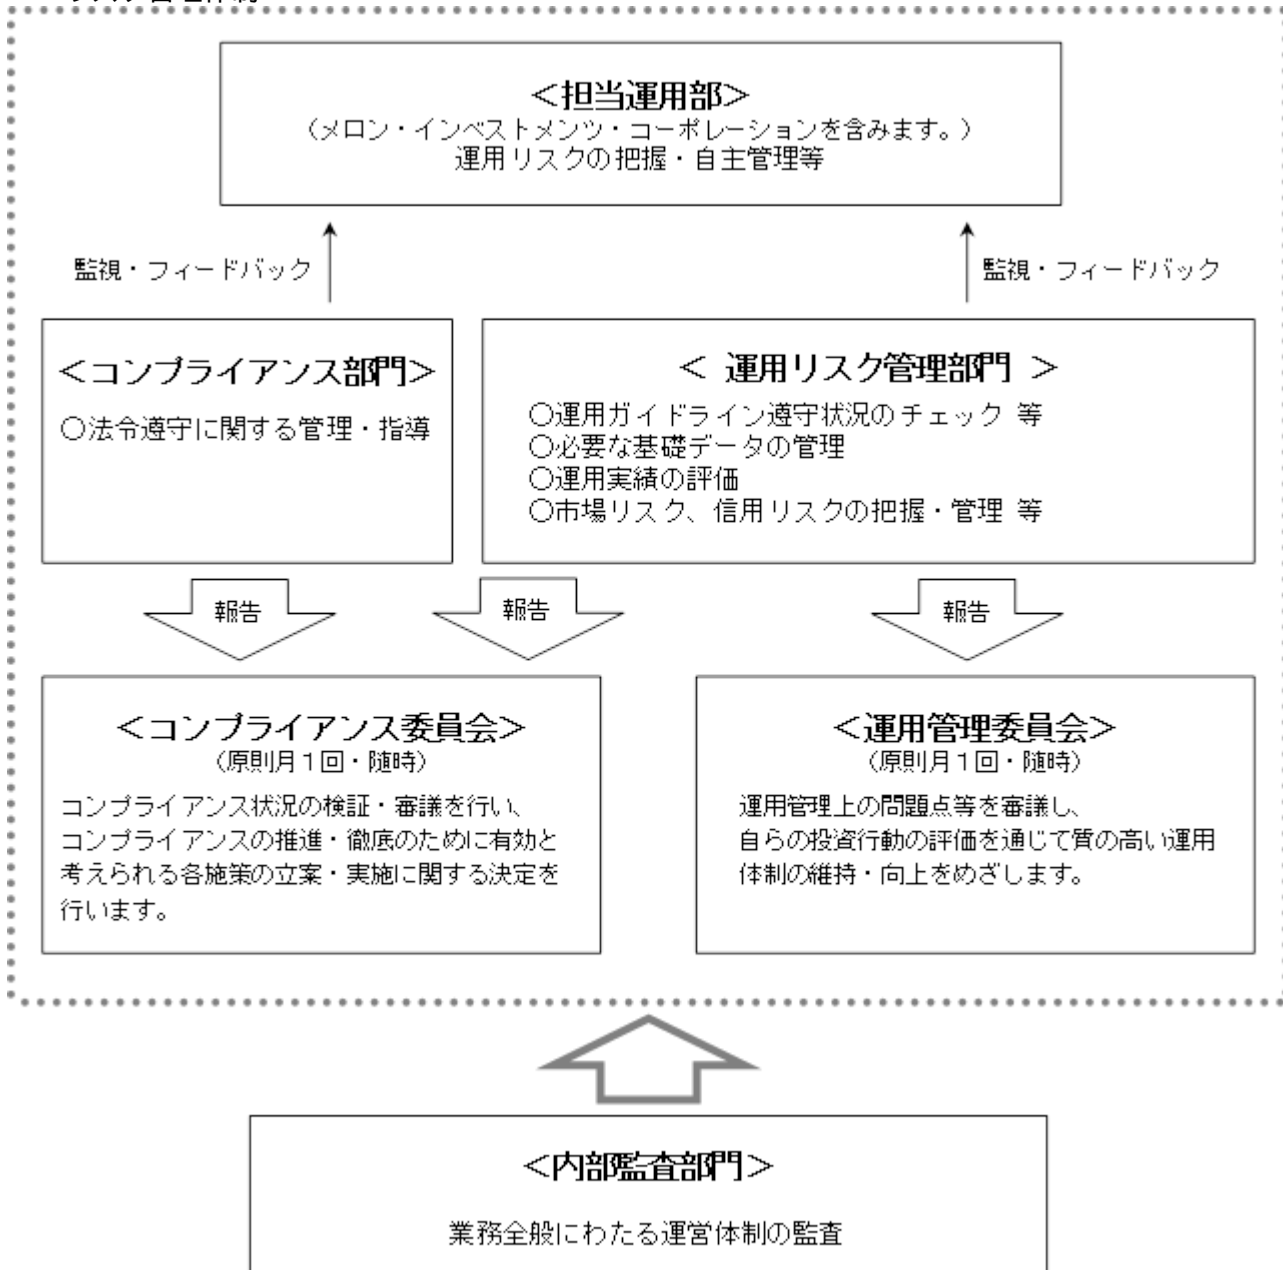 ＜担当運用部＞
（メロン・インベストメンツ・コーポレーションを含みます。）
運用リスクの把握・自主管理等
監視・フィードバック
監視・フィードバック
＜コンプライアンス部門＞
○法令遵守に関する管理・指導
＜ 運用リスク管理部門 ＞
○運用ガイドライン遵守状況のチェック 等
○必要な基礎データの管理
○運用実績の評価
○市場リスク、信用リスクの把握・管理 等
報告
報告
報告
＜コンプライアンス委員会＞
（原則月１回・随時）
コンプライアンス状況の検証・審議を行い、
コンプライアンスの推進・徹底のために有効と
考えられる各施策の立案・実施に関する決定を
行います。
＜運用管理委員会＞
（原則月１回・随時）
運用管理上の問題点等を審議し、
自らの投資行動の評価を通じて質の高い運用
体制の維持・向上をめざします。
＜内部監査部門＞
業務全般にわたる運営体制の監査